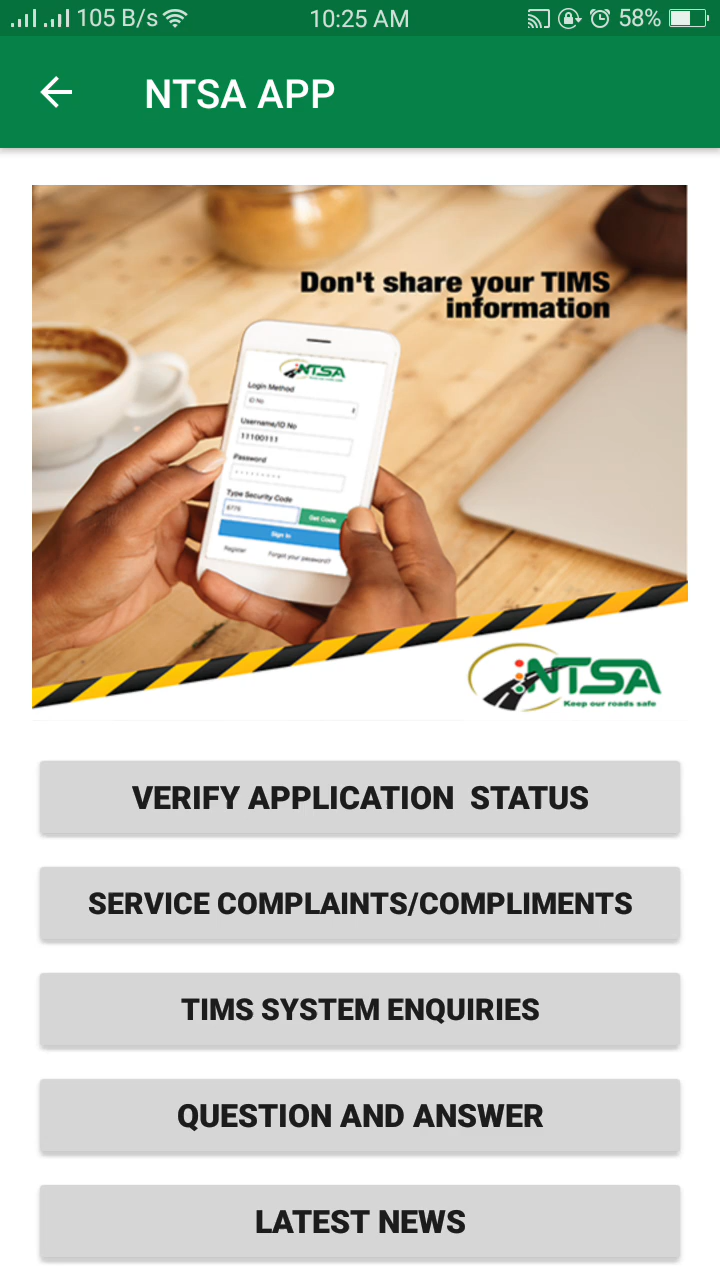 105 B/s 10:25 AM 58%
NTSA APP
Don't share your TIMS
information
NTSA
Login Method
ID No
Username/ID No
11100111
Password
Type Security Code
Get Code
Sign In
Register Forgot your password?
NTSA
Keep our roads safe
VERIFY APPLICATION STATUS
SERVICE COMPLAINTS/COMPLIMENTS
TIMS SYSTEM ENQUIRIES
QUESTION AND ANSWER
LATEST NEWS